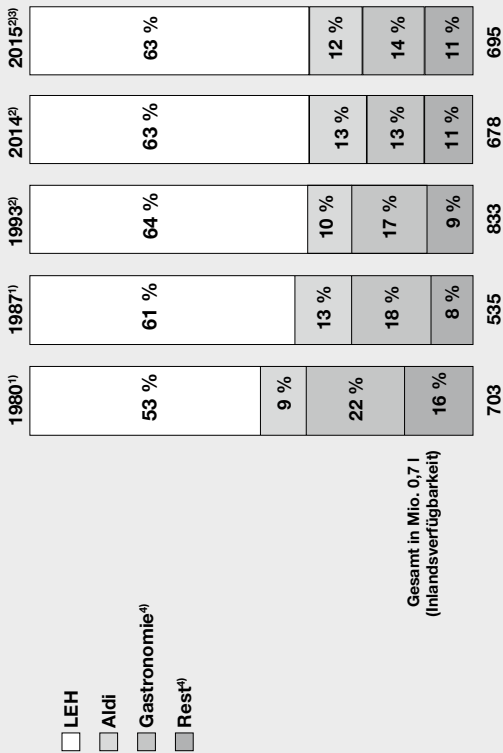 1980¹⁾ 1987¹⁾ 1993²⁾ 2014²⁾ 2015²⁾³⁾
53 % 61 % 64 % 63 % 63 %
9 % 13 % 10 % 13 % 12 %
22 % 18 % 17 % 13 % 14 %
16 % 8 % 9 % 11 % 11 %
703 535 833 678 695
Gesamt in Mio. 0,7 l
(Inlandsverfügbarkeit)
LEH
Aldi
Gastronomie⁴⁾
Rest⁴⁾